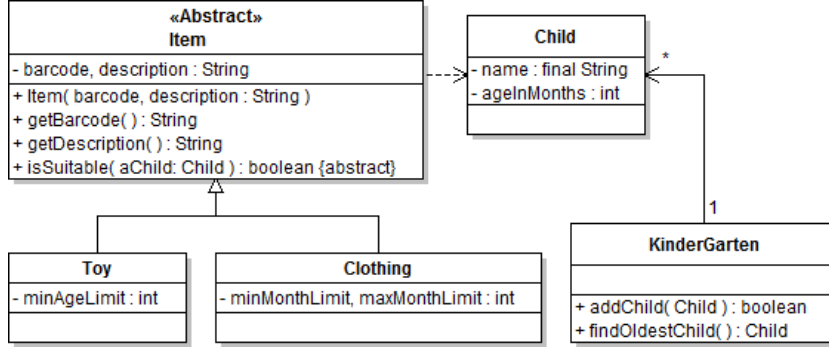 «Abstract»
Item
- barcode, description : String
+ Item( barcode, description : String )
+ getBarcode( ) : String
+ getDescription( ) : String
+ isSuitable( aChild: Child ) : boolean {abstract}
Child
- name : final String
- ageInMonths : int
*
1
Toy
- minAgeLimit : int
Clothing
- minMonthLimit, maxMonthLimit : int
KinderGarten
+ addChild( Child ) : boolean
+ findOldestChild( ) : Child